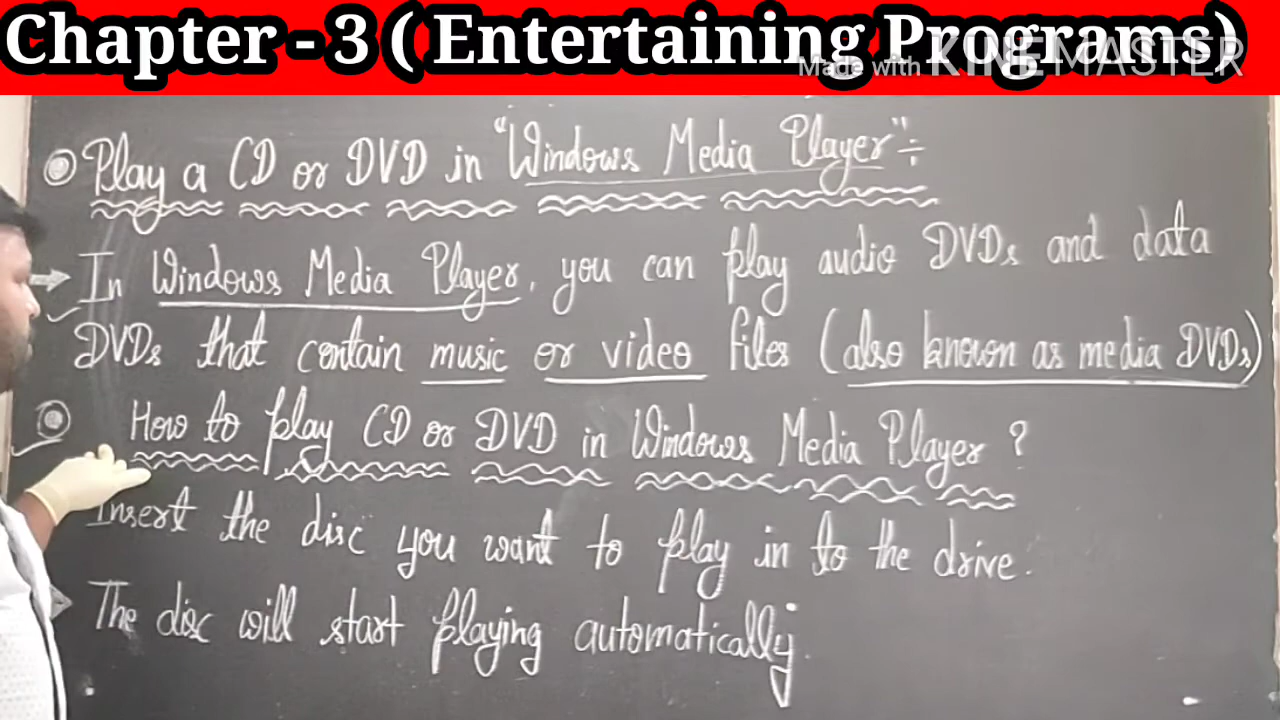 Chapter - 3 ( Entertaining Programs)
Made with KINEMASTER
Play a CD or DVD in "Windows Media Player" ÷
In Windows Media Player, you can play audio DVDs and data
DVDs that contain music or video files (also known as media DVDs)
How to play CD or DVD in Windows Media Player ?
Insert the disc you want to play in to the drive.
The disc will start playing automatically.